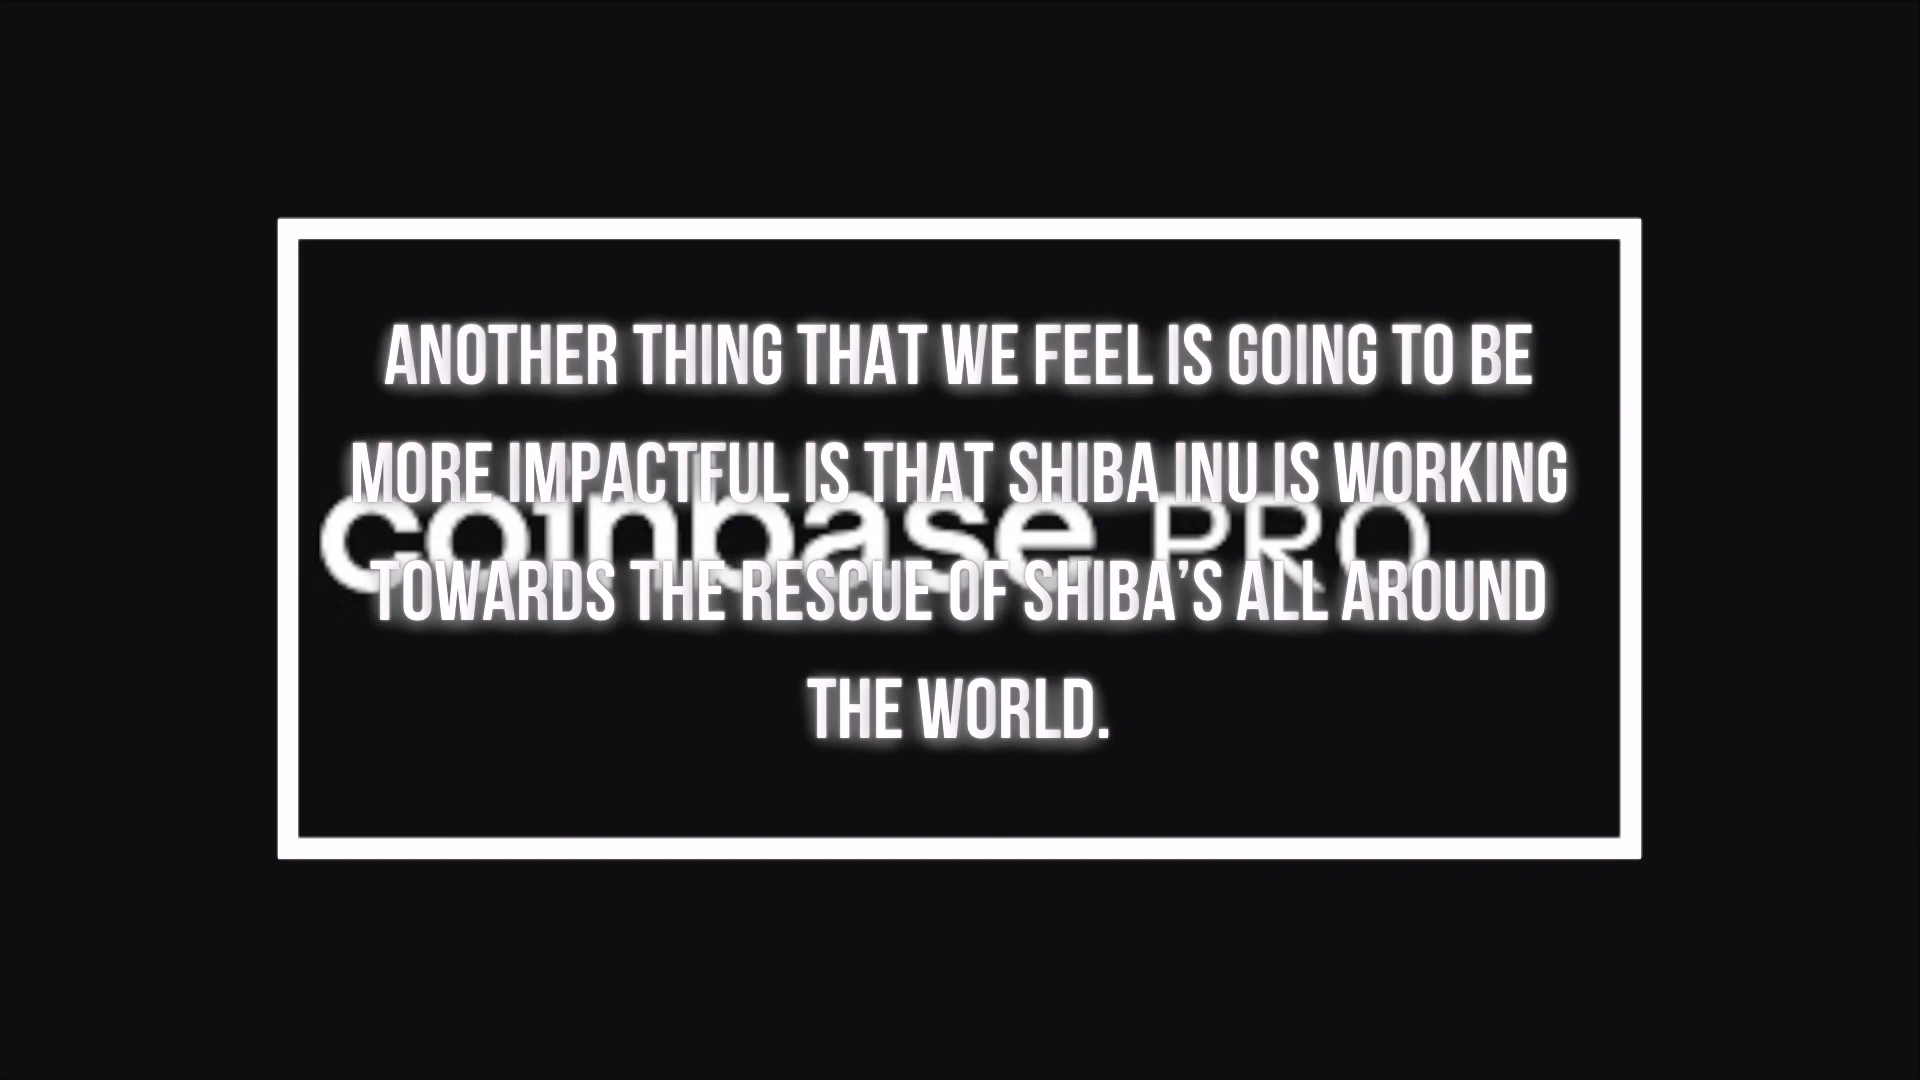 ANOTHER THING THAT WE FEEL IS GOING TO BE
MORE IMPACTFUL IS THAT SHIBA INU IS WORKING
coinbase PRO
TOWARDS THE RESCUE OF SHIBA’S ALL AROUND
THE WORLD.